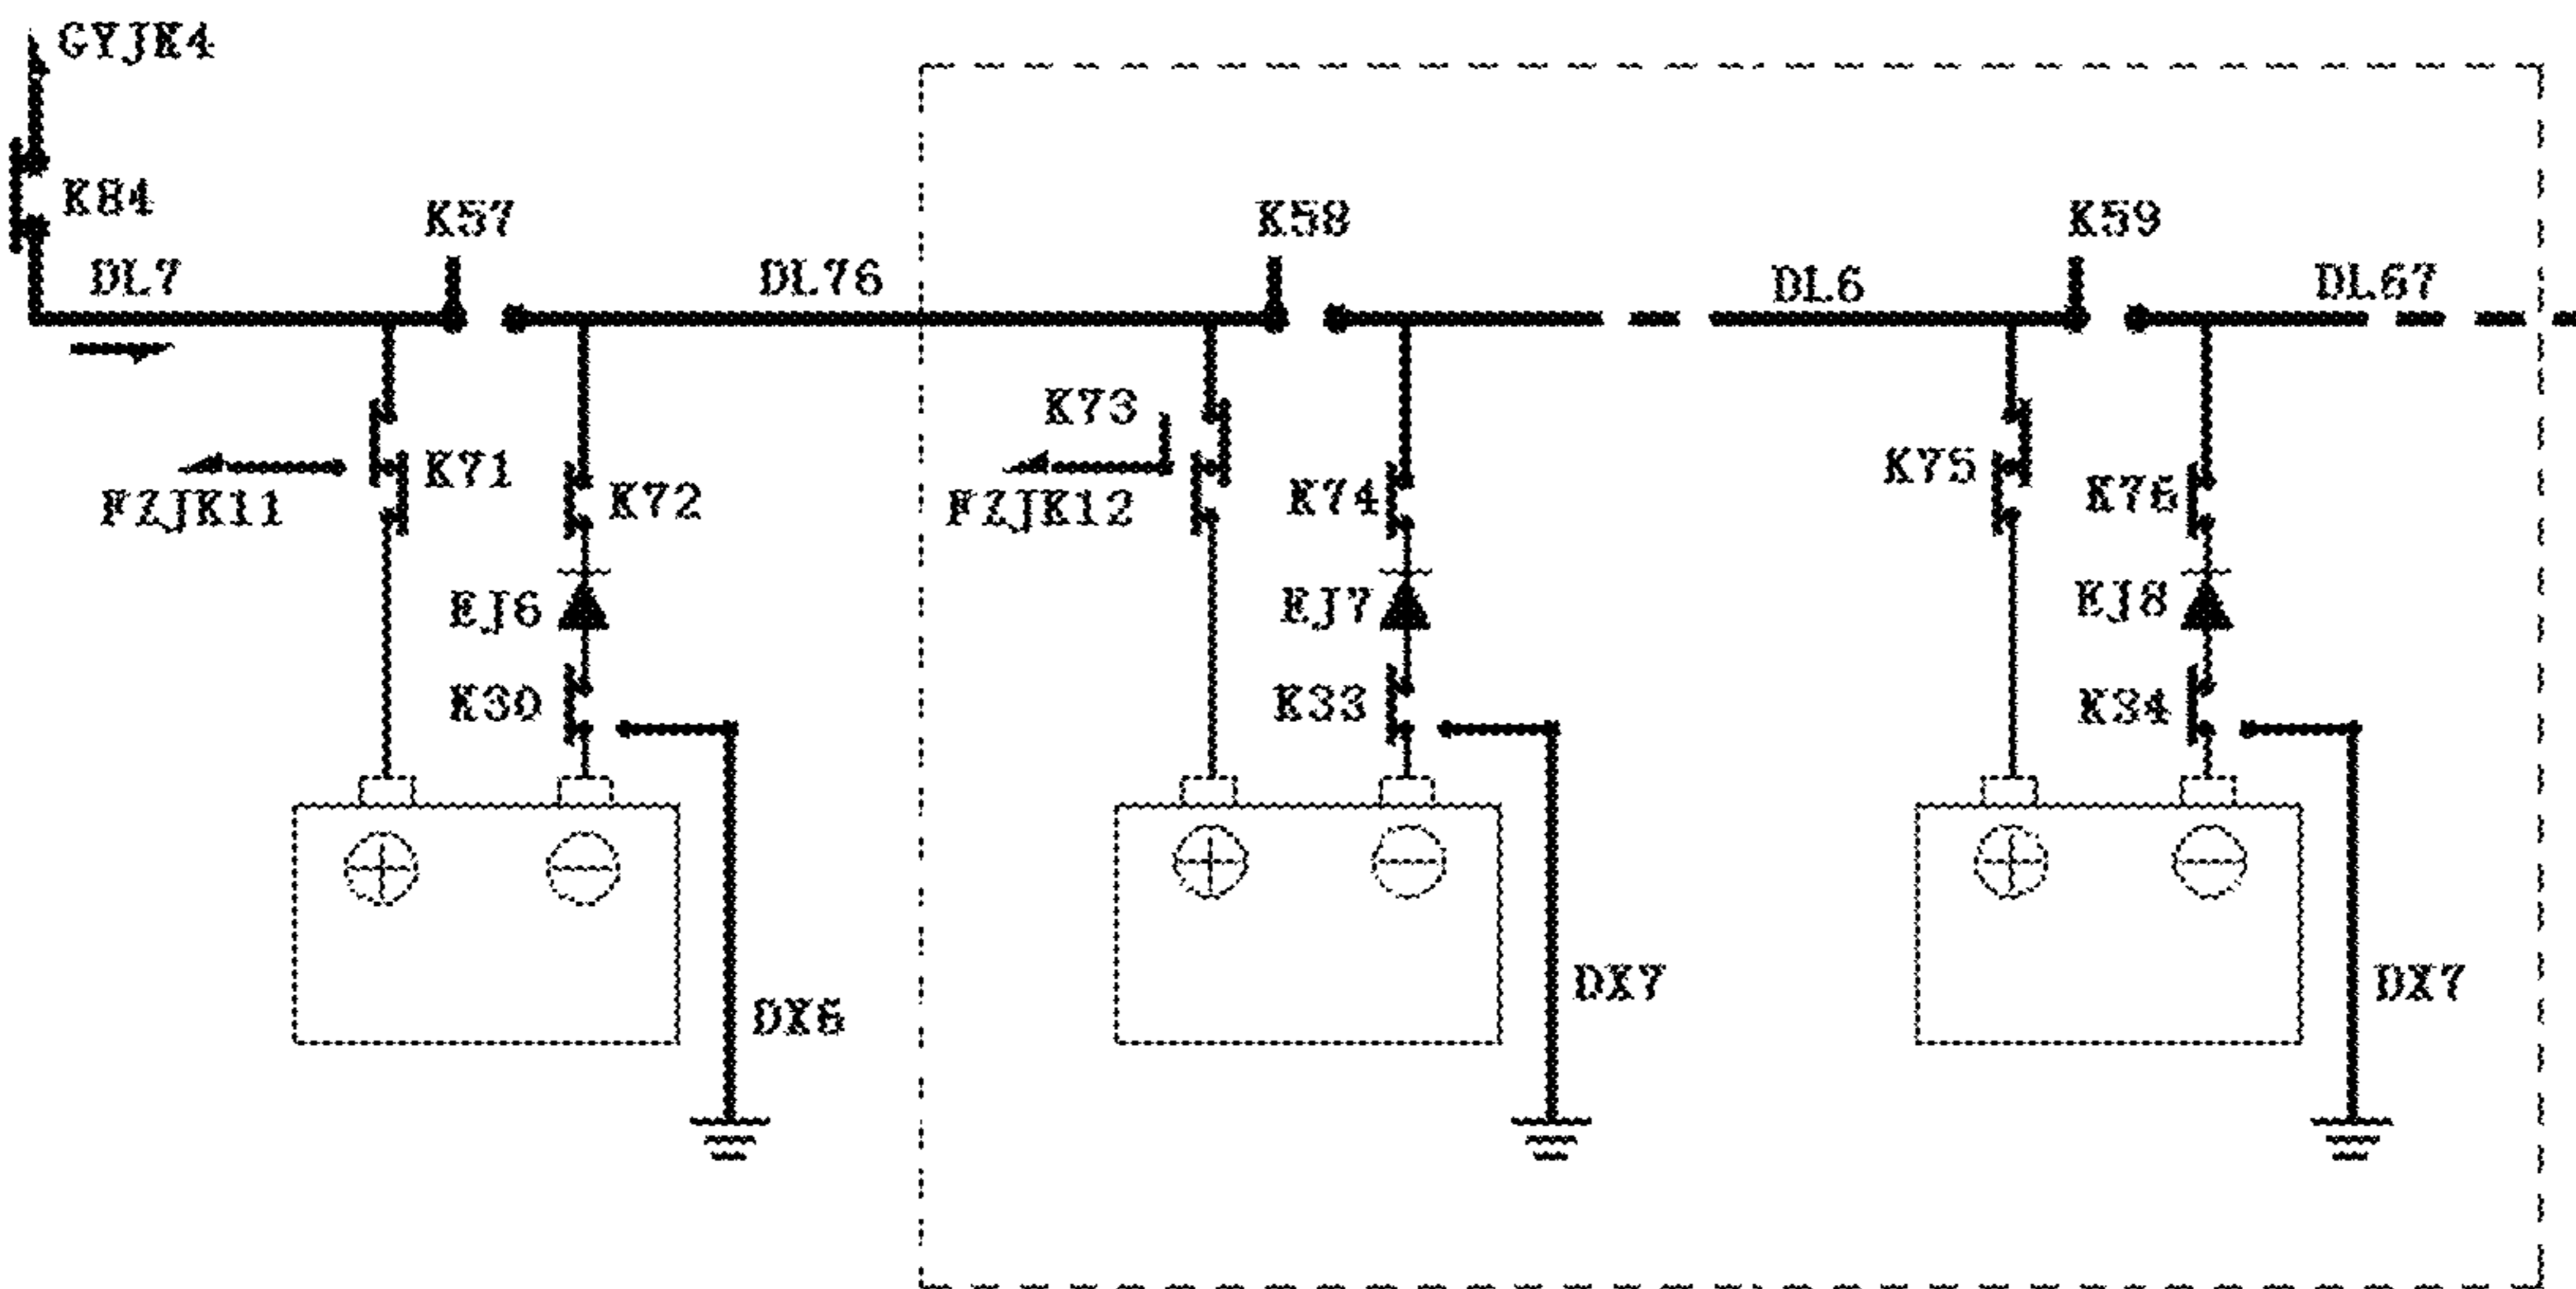 GYJK4
K84
K57
K58
K59
DL7
DL76
DL6
DL67
K73
K71
K75
FZJK11
K72
FZJK12
K74
K76
EJ6
EJ7
EJ8
K30
K33
K34
DX6
DX7
DX7